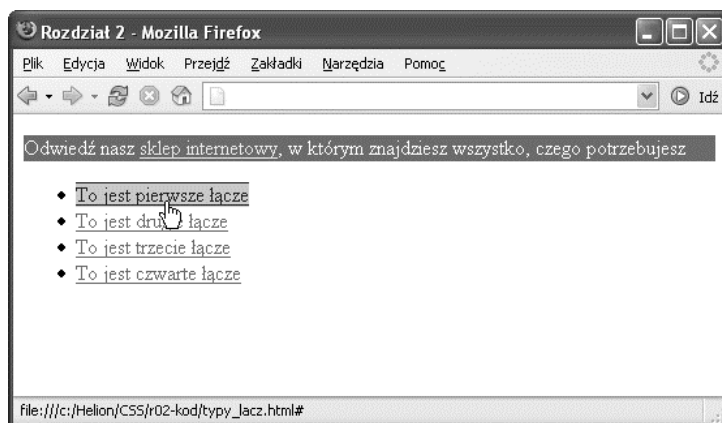 Rozdział 2 - Mozilla Firefox
Plik Edycja Widok Przejdź Zakładki Narzędzia Pomoc
Idź
Odwiedź nasz sklep internetowy, w którym znajdziesz wszystko, czego potrzebujesz
To jest pierwsze łącze
To jest drugie łącze
To jest trzecie łącze
To jest czwarte łącze
file:///c:/Helion/CSS/r02-kod/typy_lacz.html#